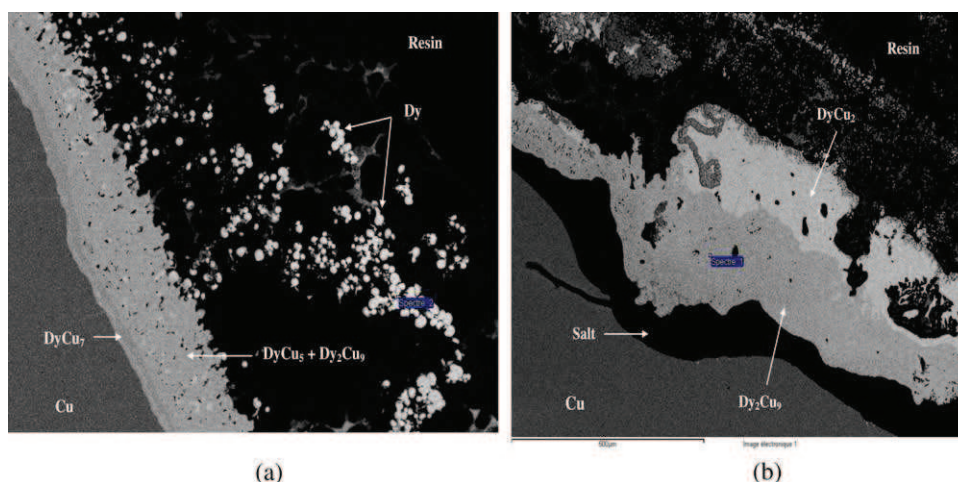 Resin
Dy
Spectre 2
DyCu₇
DyCu₅ + Dy₂Cu₉
Cu
(a)
Resin
DyCu₂
Spectre 1
Salt
Cu
Dy₂Cu₉
Image électronique 1
(b)